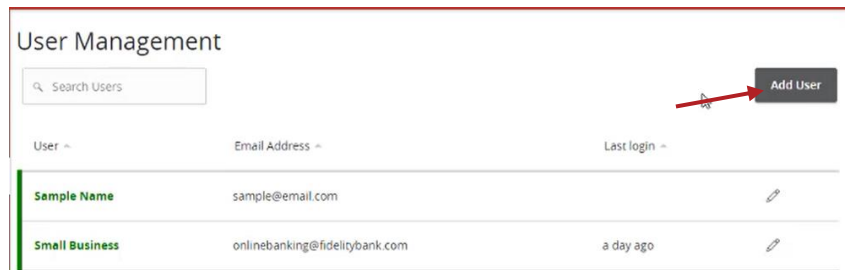 User Management
Search Users
Add User
User Email Address Last login
Sample Name sample@email.com
Small Business onlinebanking@fidelitybank.com a day ago